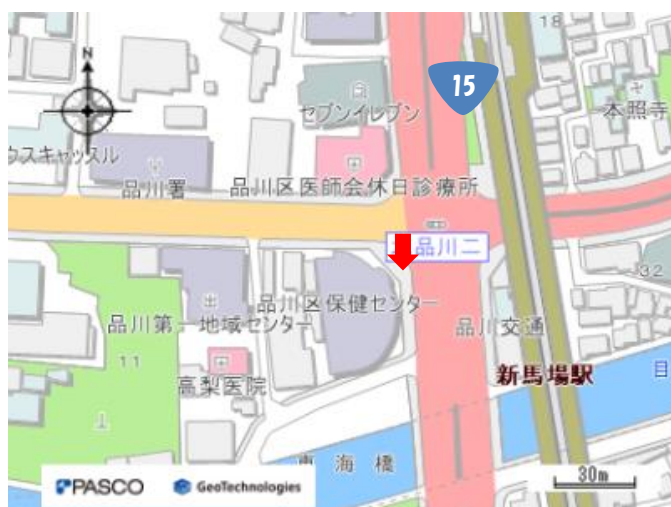 18
15
N
セブンイレブン
本照寺
ウスキャッスル
品川署
品川区医師会休日診療所
品川二
32
品川区保健センター
品川第一地域センター
品川交通
11
高梨医院
新馬場駅
目
東海橋
30m
PASCO
GeoTechnologies